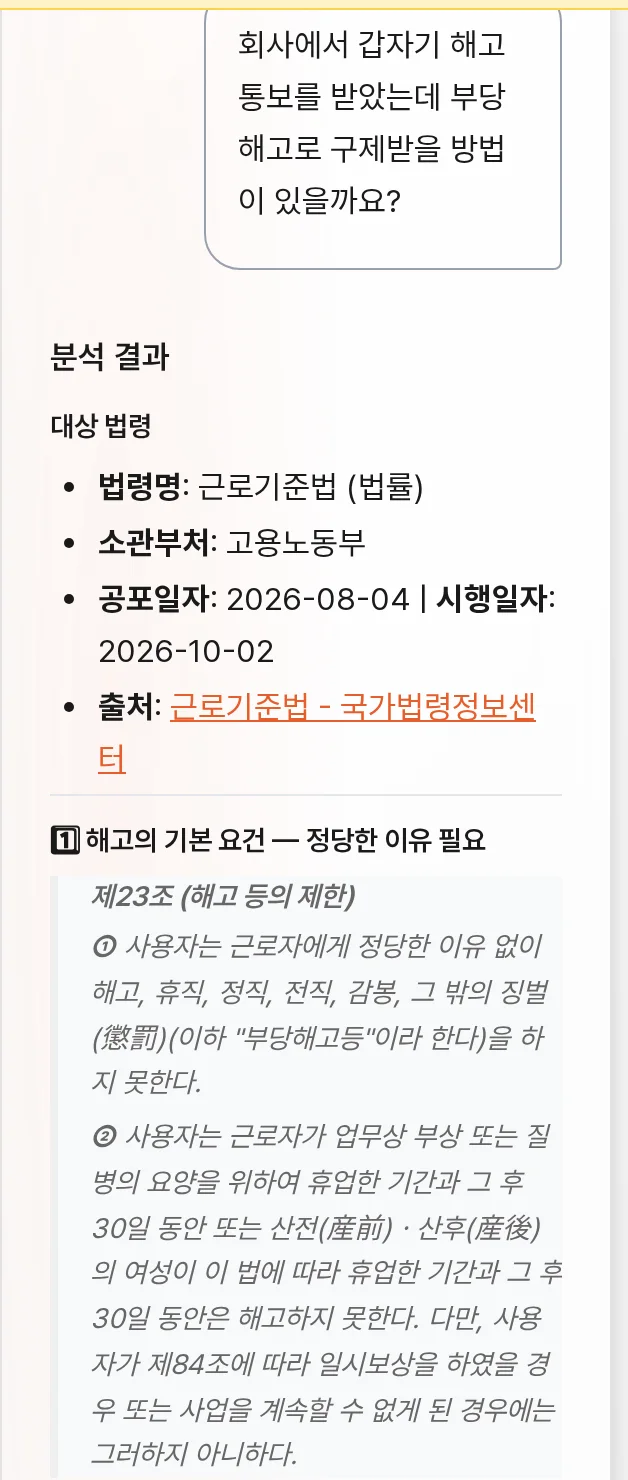 회사에서 갑자기 해고
통보를 받았는데 부당
해고로 구제받을 방법
이 있을까요?
분석 결과
대상 법령
• 법령명: 근로기준법 (법률)
• 소관부처: 고용노동부
• 공포일자: 2026-08-04 | 시행일자:
2026-10-02
• 출처: 근로기준법 - 국가법령정보센
터
1️⃣ 해고의 기본 요건 — 정당한 이유 필요
제23조 (해고 등의 제한)
① 사용자는 근로자에게 정당한 이유 없이
해고, 휴직, 정직, 전직, 감봉, 그 밖의 징벌
(懲罰)(이하 "부당해고등"이라 한다)을 하
지 못한다.
② 사용자는 근로자가 업무상 부상 또는 질
병의 요양을 위하여 휴업한 기간과 그 후
30일 동안 또는 산전(産前) · 산후(産後)
의 여성이 이 법에 따라 휴업한 기간과 그 후
30일 동안은 해고하지 못한다. 다만, 사용
자가 제84조에 따라 일시보상을 하였을 경
우 또는 사업을 계속할 수 없게 된 경우에는
그러하지 아니하다.